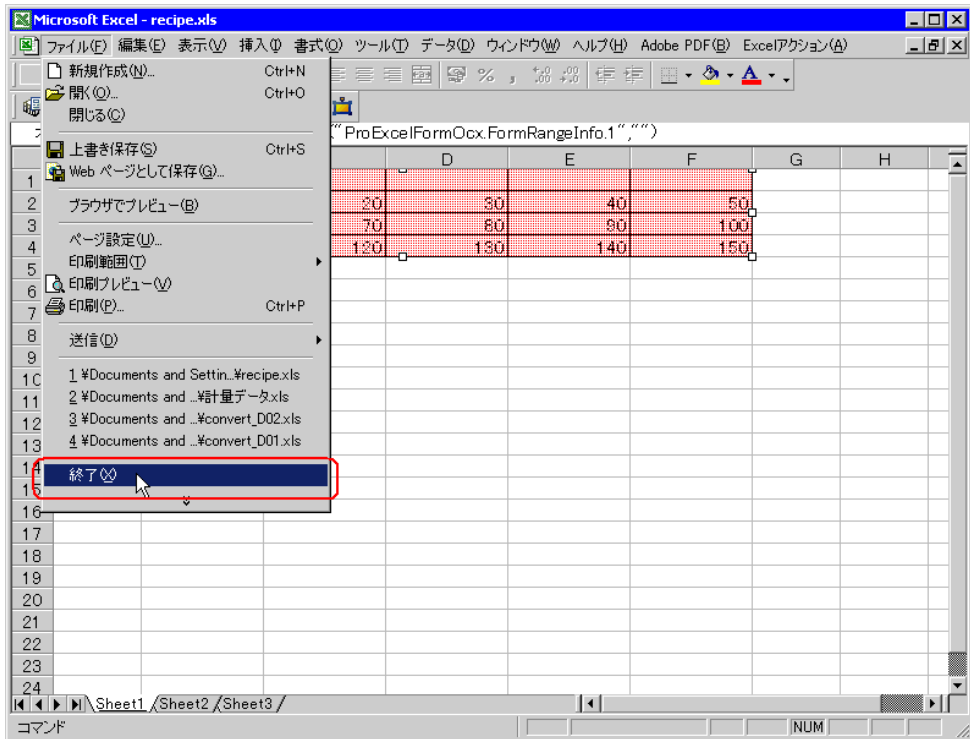 Microsoft Excel - recipe.xls
ファイル(F) 編集(E) 表示(V) 挿入(I) 書式(O) ツール(T) データ(D) ウィンドウ(W) ヘルプ(H) Adobe PDF(B) Excelアクション(A)
新規作成(N)... Ctrl+N
開く(O)... Ctrl+O
閉じる(C)
上書き保存(S) Ctrl+S
Web ページとして保存(G)...
ブラウザでプレビュー(B)
ページ設定(U)...
印刷範囲(T)
印刷プレビュー(V)
印刷(P)... Ctrl+P
送信(D)
1 ¥Documents and Settin...¥recipe.xls
2 ¥Documents and ...¥計量データ.xls
3 ¥Documents and ...¥convert_D02.xls
4 ¥Documents and ...¥convert_D01.xls
終了(X)
% ,
"ProExcelFormOcx.FormRangeInfo.1","")
D E F G H
1
2 20 30 40 50
3 70 80 90 100
4 120 130 140 150
5
6
7
8
9
10
11
12
13
14
15
16
17
18
19
20
21
22
23
24
Sheet1 Sheet2 Sheet3
コマンド NUM